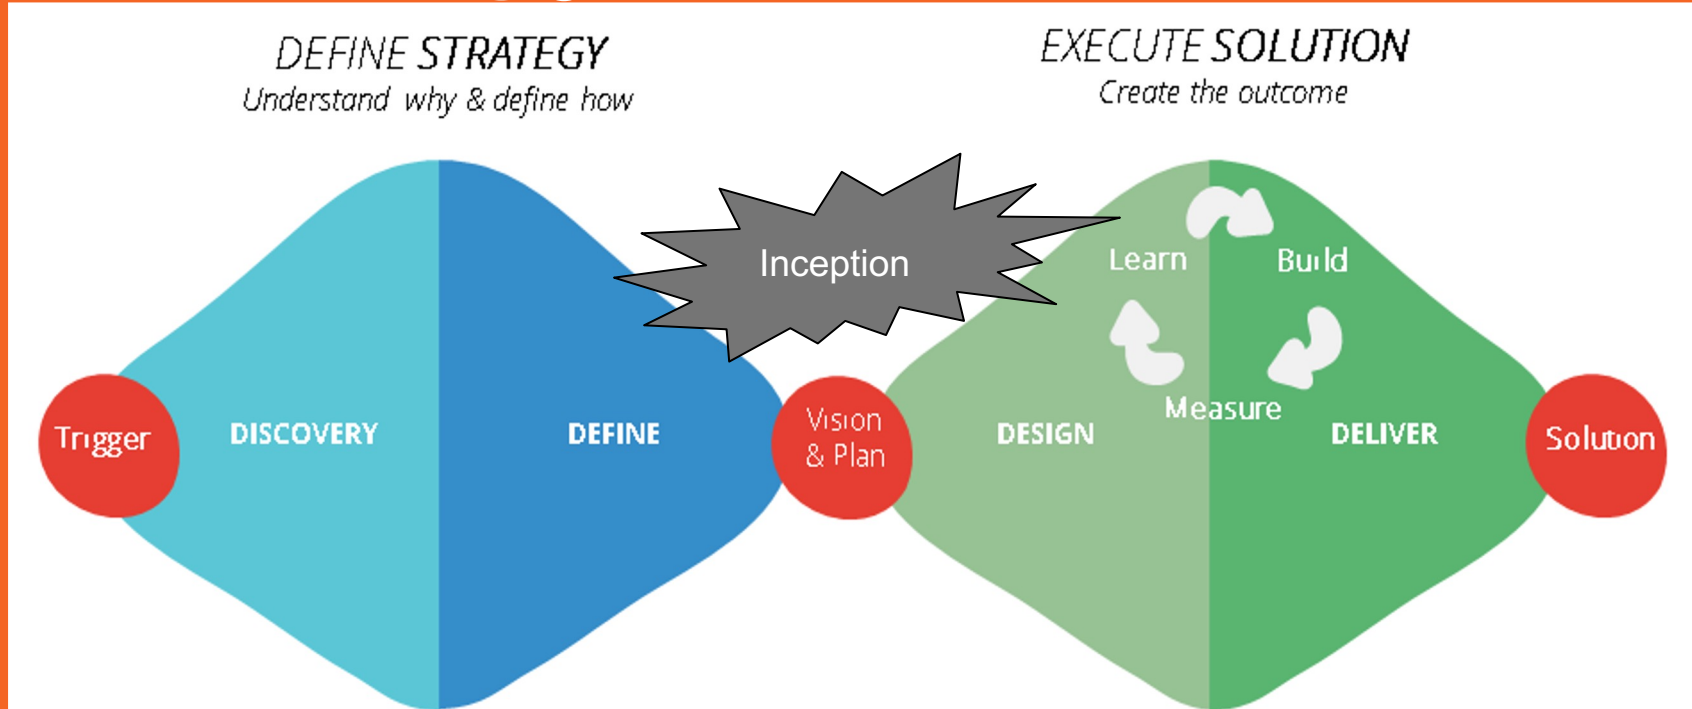 DEFINE STRATEGY
Understand why & define how
EXECUTE SOLUTION
Create the outcome
Inception
Learn
Build
Measure
Trigger
DISCOVERY
DEFINE
Vision
& Plan
DESIGN
DELIVER
Solution